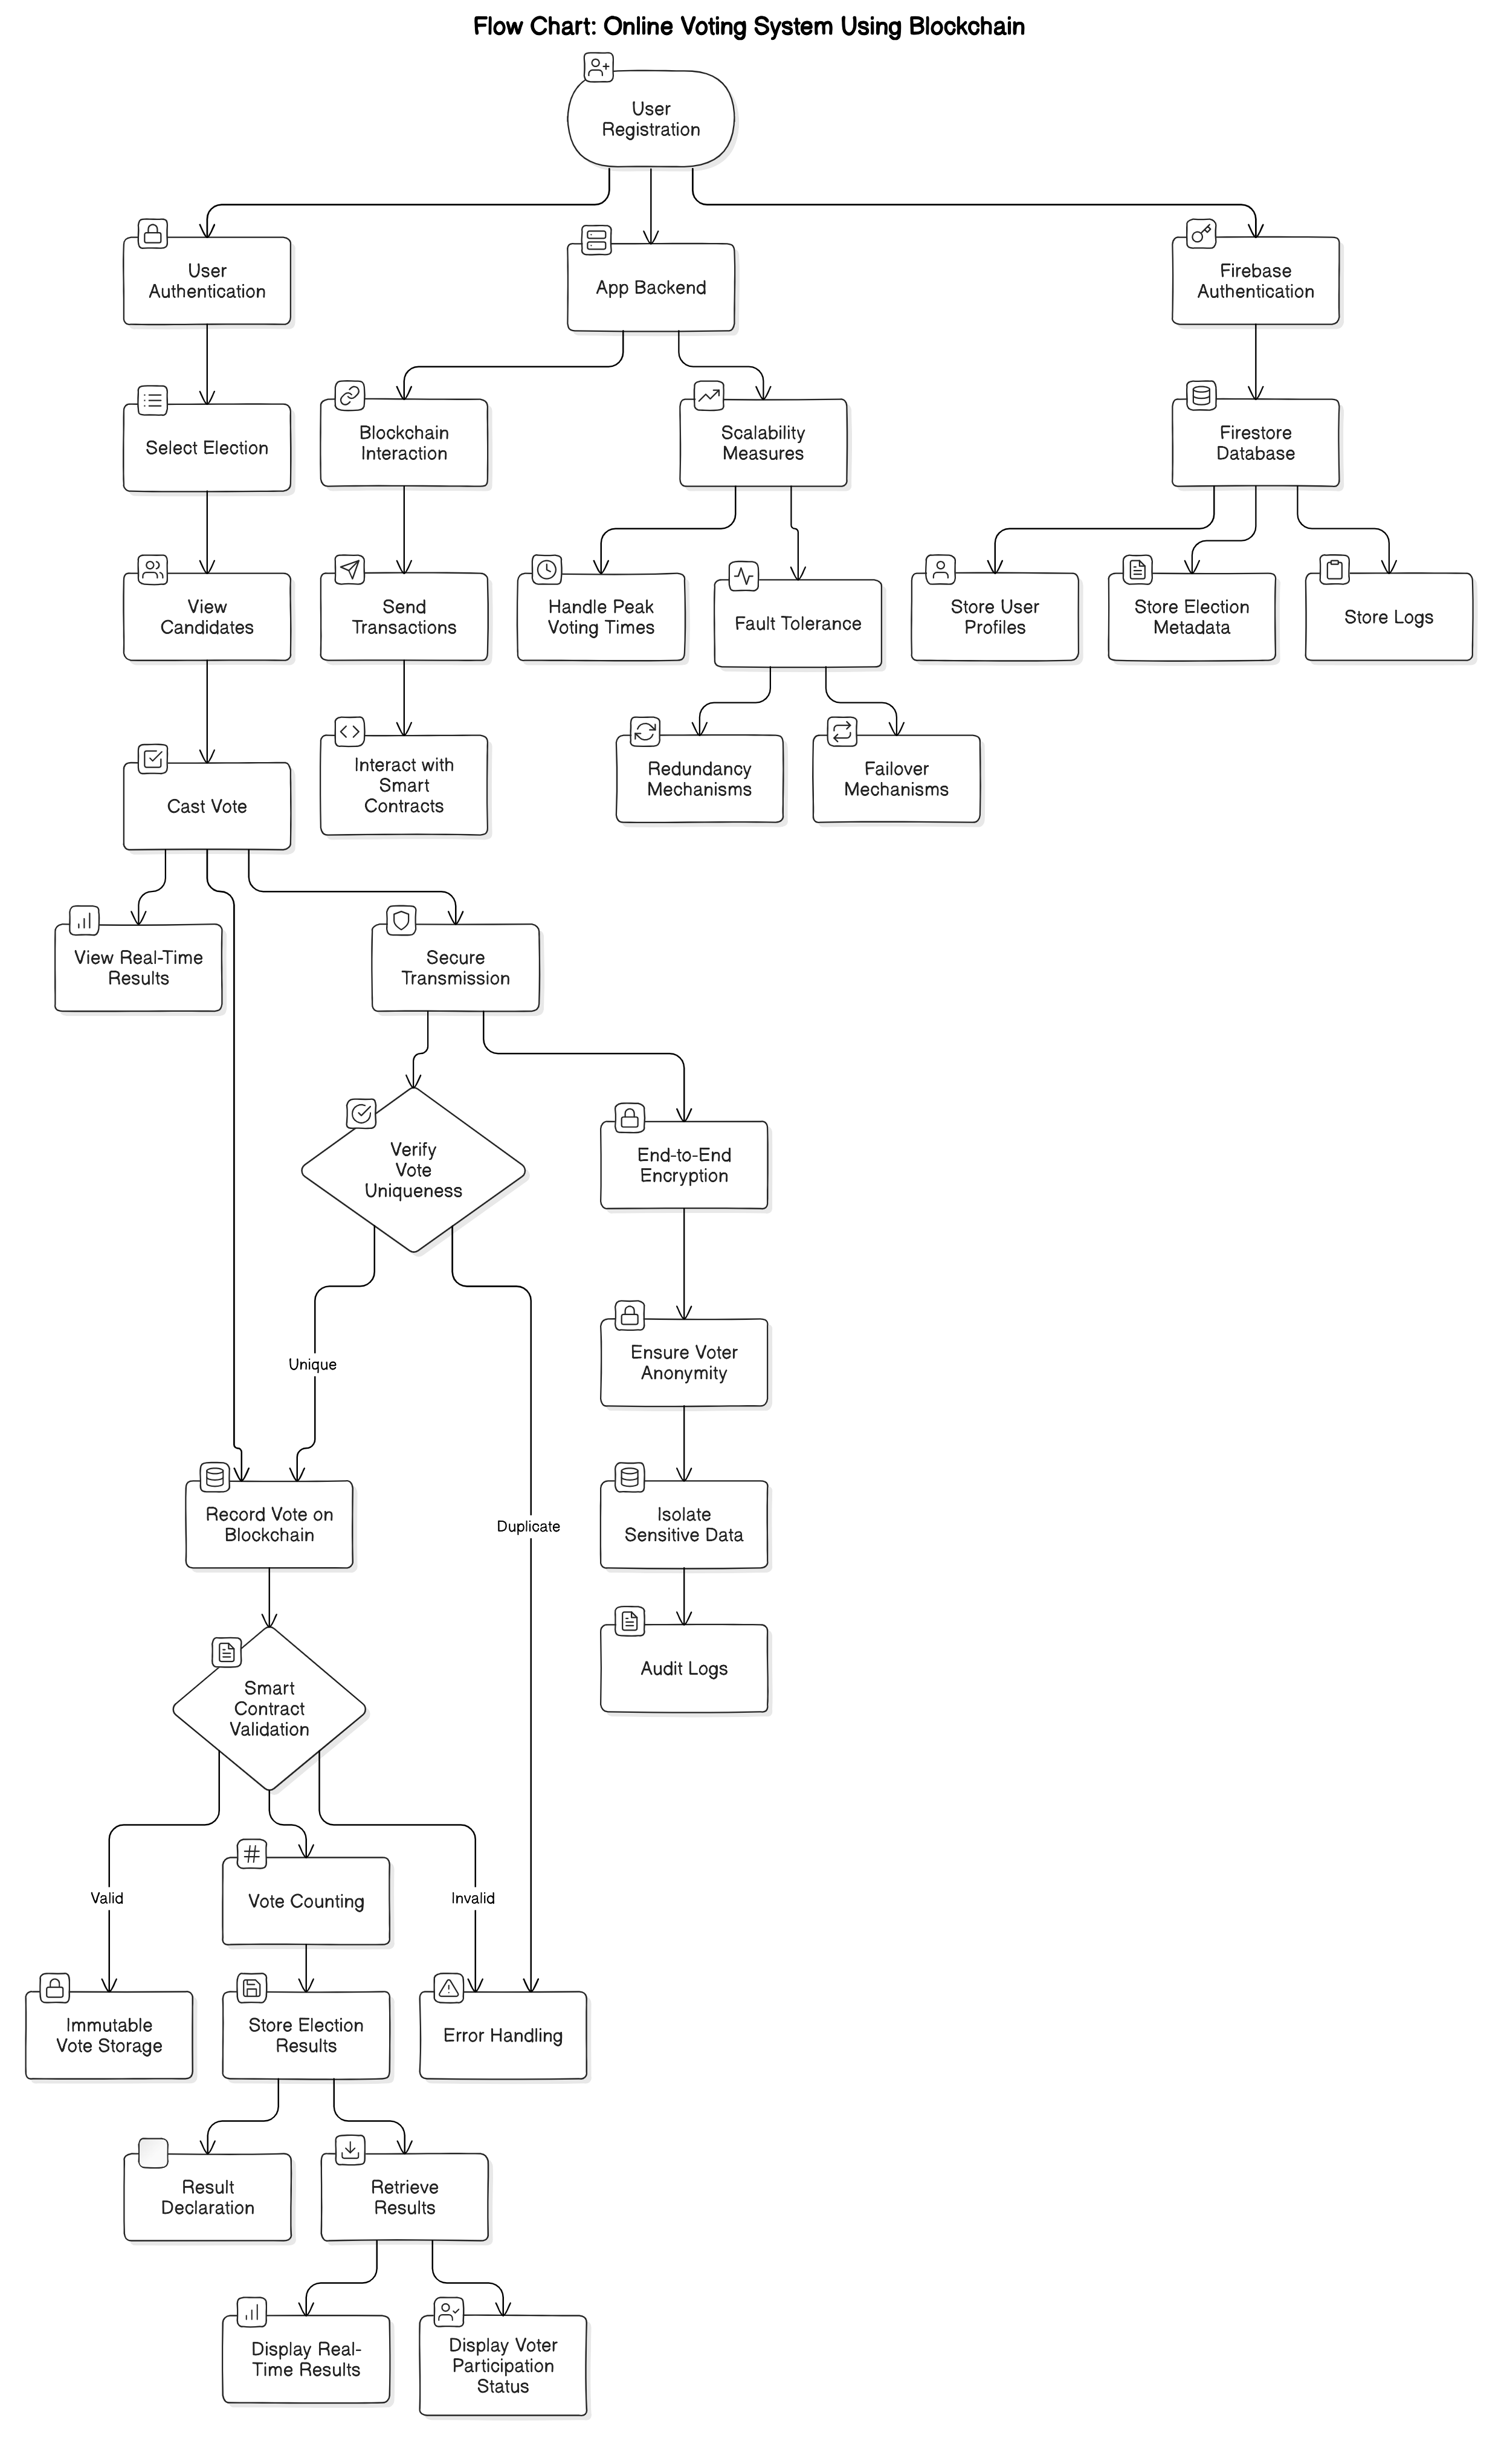 Flow Chart: Online Voting System Using Blockchain
User
Registration
User
Authentication
App Backend
Firebase
Authentication
Select Election
Blockchain
Interaction
Scalability
Measures
Firestore
Database
View
Candidates
Send
Transactions
Handle Peak
Voting Times
Fault Tolerance
Store User
Profiles
Store Election
Metadata
Store Logs
Cast Vote
Interact with
Smart
Contracts
Redundancy
Mechanisms
Failover
Mechanisms
View Real-Time
Results
Secure
Transmission
Verify
Vote
Uniqueness
End-to-End
Encryption
Unique
Ensure Voter
Anonymity
Record Vote on
Blockchain
Duplicate
Isolate
Sensitive Data
Smart
Contract
Validation
Audit Logs
Valid
Vote Counting
Invalid
Immutable
Vote Storage
Store Election
Results
Error Handling
Result
Declaration
Retrieve
Results
Display Real-
Time Results
Display Voter
Participation
Status